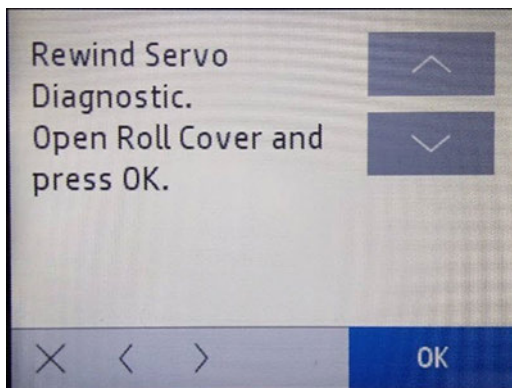 Rewind Servo
Diagnostic.
Open Roll Cover and
press OK.
OK